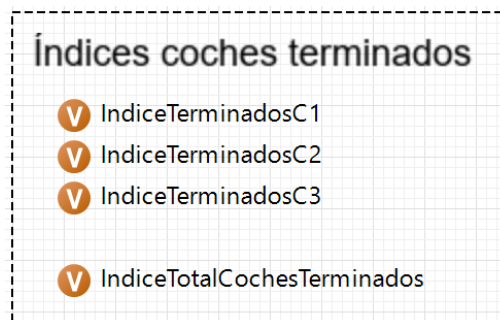 Índices coches terminados
V IndiceTerminadosC1
V IndiceTerminadosC2
V IndiceTerminadosC3
V IndiceTotalCochesTerminados